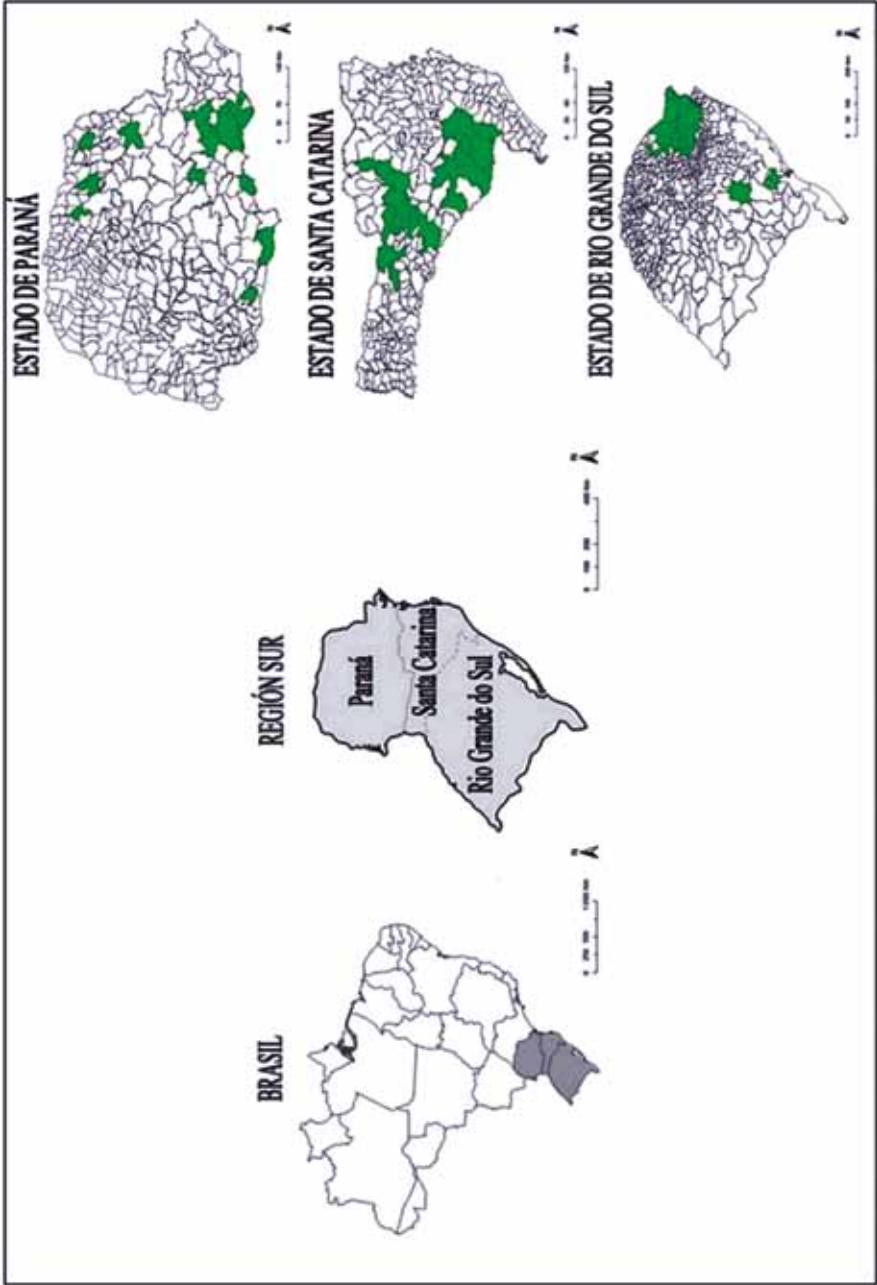 BRASIL
REGIÓN SUR
Paraná
Santa Catarina
Rio Grande do Sul
ESTADO DE PARANÁ
ESTADO DE SANTA CATARINA
ESTADO DE RIO GRANDE DO SUL